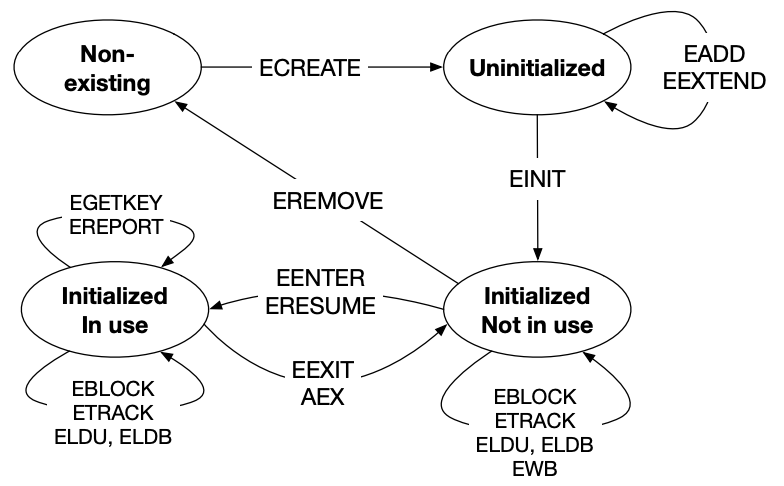 Non-
existing
ECREATE
Uninitialized
EADD
EEXTEND
EINIT
EREMOVE
EGETKEY
EREPORT
Initialized
In use
EENTER
ERESUME
Initialized
Not in use
EEXIT
AEX
EBLOCK
ETRACK
ELDU, ELDB
EBLOCK
ETRACK
ELDU, ELDB
EWB